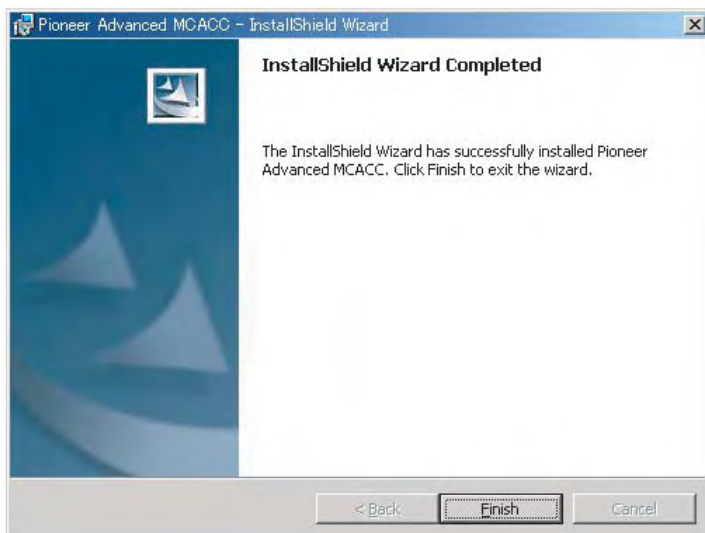 Pioneer Advanced MCACC - InstallShield Wizard
InstallShield Wizard Completed
The InstallShield Wizard has successfully installed Pioneer
Advanced MCACC. Click Finish to exit the wizard.
< Back
Finish
Cancel